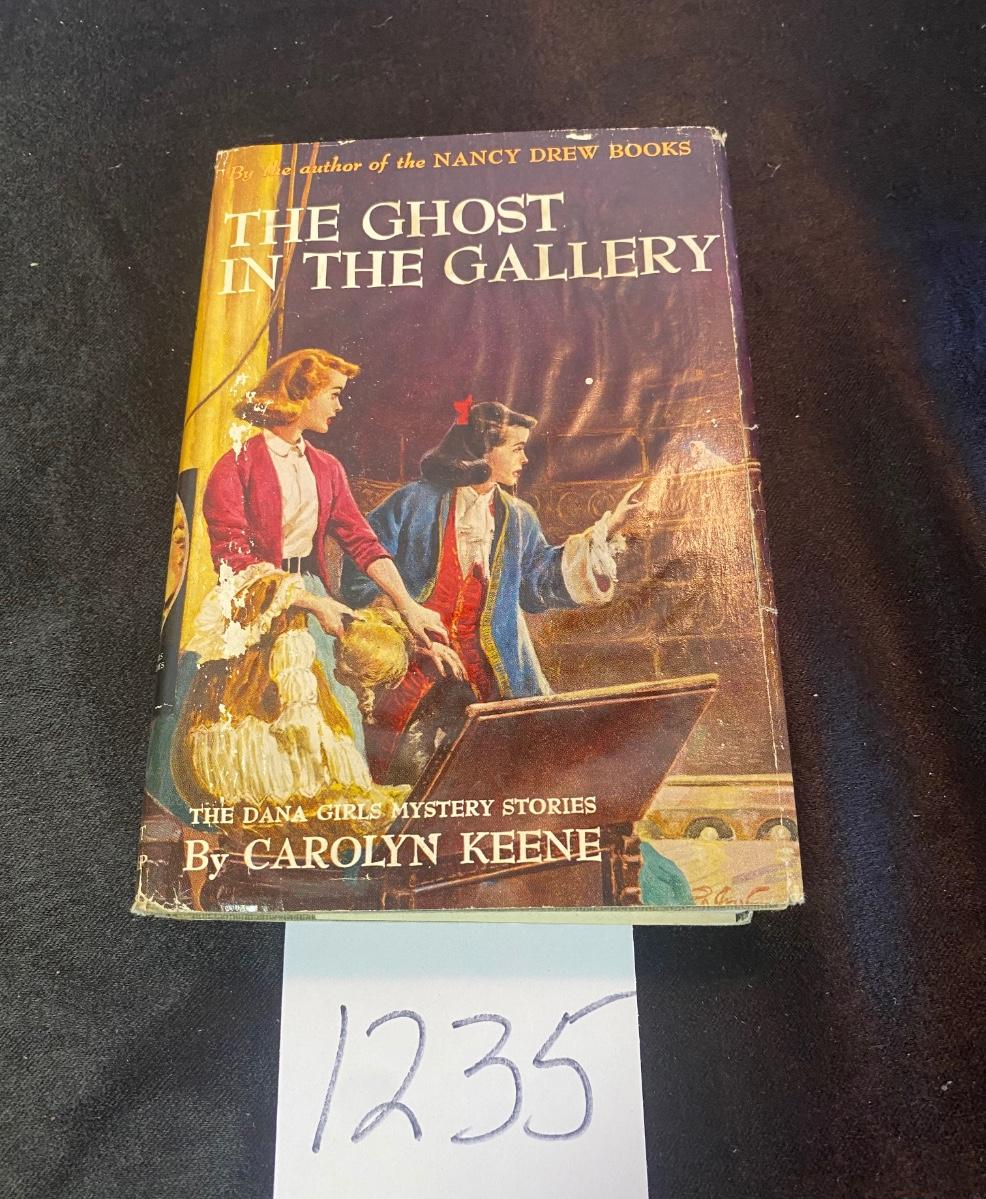 By the author of the NANCY DREW BOOKS
THE GHOST
IN THE GALLERY
THE DANA GIRLS MYSTERY STORIES
By CAROLYN KEENE
1235